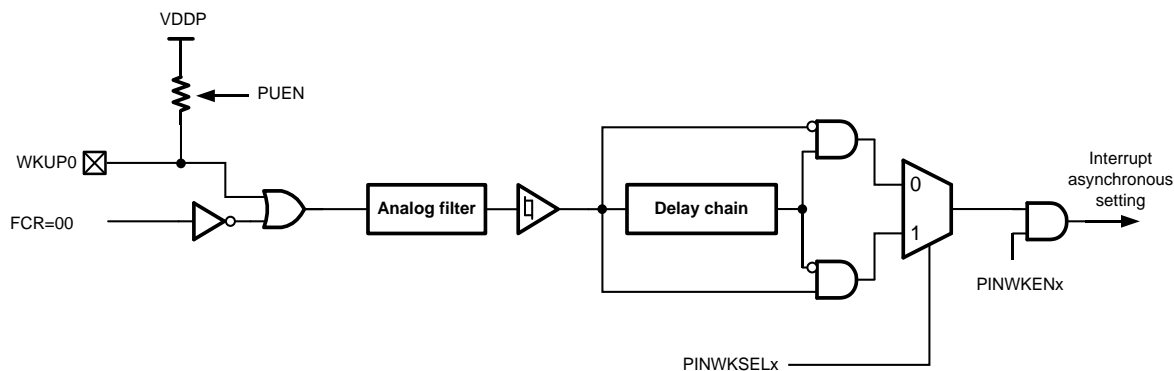 VDDP
PUEN
WKUP0
FCR=00
Analog filter
Delay chain
0
1
Interrupt
asynchronous
setting
PINWKENx
PINWKSELx